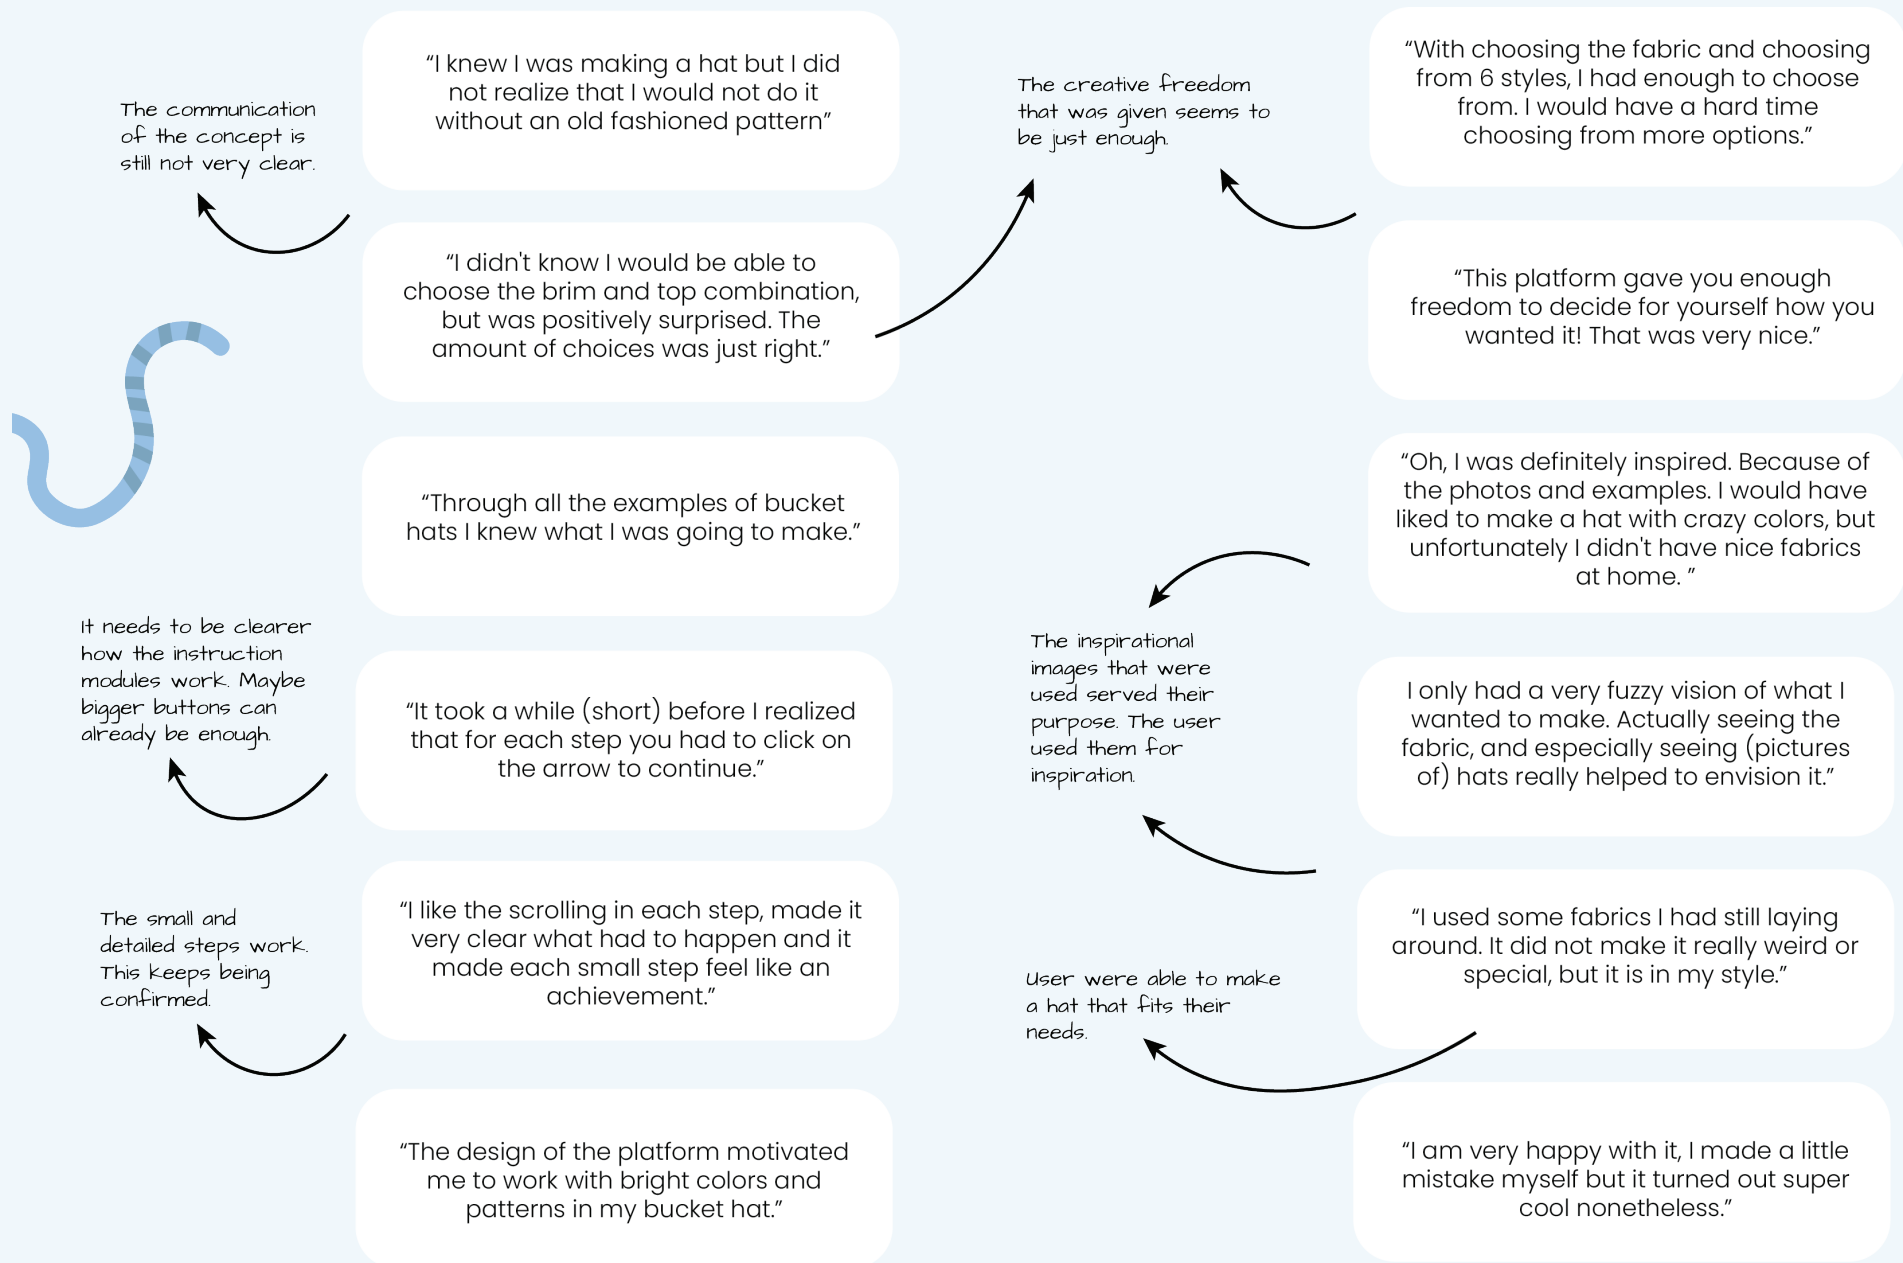 The communication
of the concept is
still not very clear.
“I knew I was making a hat but I did
not realize that I would not do it
without an old fashioned pattern”
“I didn't know I would be able to
choose the brim and top combination,
but was positively surprised. The
amount of choices was just right.”
“Through all the examples of bucket
hats I knew what I was going to make.”
It needs to be clearer
how the instruction
modules work. Maybe
bigger buttons can
already be enough.
“It took a while (short) before I realized
that for each step you had to click on
the arrow to continue.”
The small and
detailed steps work.
This keeps being
confirmed.
“I like the scrolling in each step, made it
very clear what had to happen and it
made each small step feel like an
achievement.”
“The design of the platform motivated
me to work with bright colors and
patterns in my bucket hat.”
The creative freedom
that was given seems to
be just enough.
“With choosing the fabric and choosing
from 6 styles, I had enough to choose
from. I would have a hard time
choosing from more options.”
“This platform gave you enough
freedom to decide for yourself how you
wanted it! That was very nice.”
“Oh, I was definitely inspired. Because of
the photos and examples. I would have
liked to make a hat with crazy colors, but
unfortunately I didn't have nice fabrics
at home. ”
The inspirational
images that were
used served their
purpose. The user
used them for
inspiration.
I only had a very fuzzy vision of what I
wanted to make. Actually seeing the
fabric, and especially seeing (pictures
of) hats really helped to envision it.”
“I used some fabrics I had still laying
around. It did not make it really weird or
special, but it is in my style.”
User were able to make
a hat that fits their
needs.
“I am very happy with it, I made a little
mistake myself but it turned out super
cool nonetheless.”